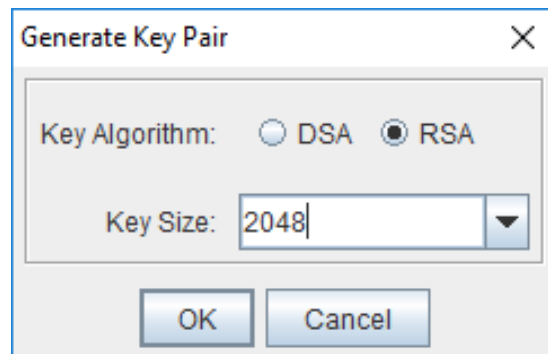 Generate Key Pair
Key Algorithm: DSA RSA
Key Size: 2048
OK Cancel